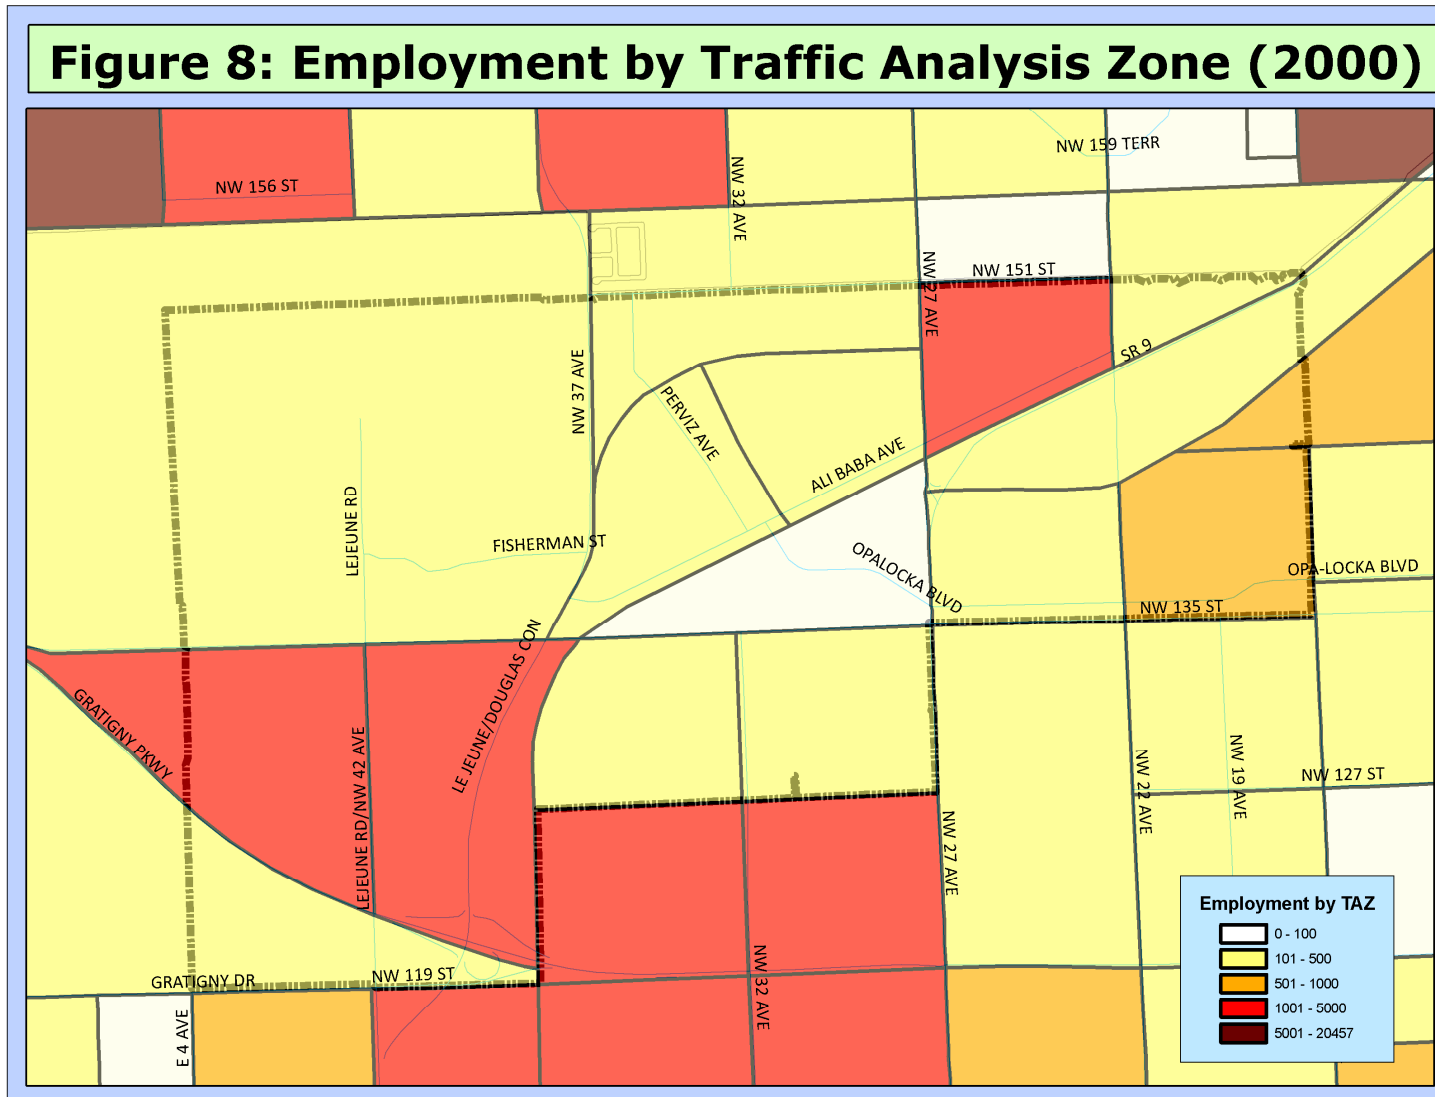 Figure 8: Employment by Traffic Analysis Zone (2000)
NW 159 TERR
NW 156 ST
NW 32 AVE
NW 27 AVE
NW 151 ST
NW 37 AVE
SR 9
PERVIZ AVE
ALI BABA AVE
LEJEUNE RD
FISHERMAN ST
OPALOCKA BLVD
OPA-LOCKA BLVD
NW 135 ST
LE JEUNE/DOUGLAS CON
GRATIGNY PKWY
LEJEUNE RD/NW 42 AVE
NW 22 AVE
NW 19 AVE
NW 127 ST
NW 27 AVE
NW 32 AVE
GRATIGNY DR
NW 119 ST
E 4 AVE
Employment by TAZ
0 - 100
101 - 500
501 - 1000
1001 - 5000
5001 - 20457